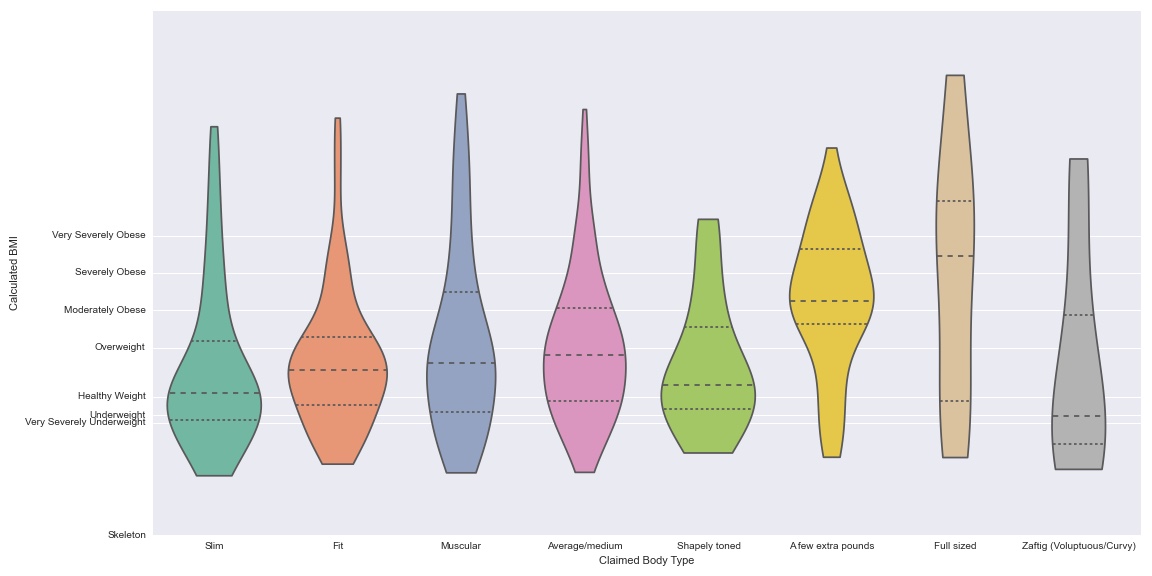 Calculated BMI
Very Severely Obese
Severely Obese
Moderately Obese
Overweight
Healthy Weight
Underweight
Very Severely Underweight
Skeleton
Slim
Fit
Muscular
Average/medium
Shapely toned
A few extra pounds
Full sized
Zaftig (Voluptuous/Curvy)
Claimed Body Type